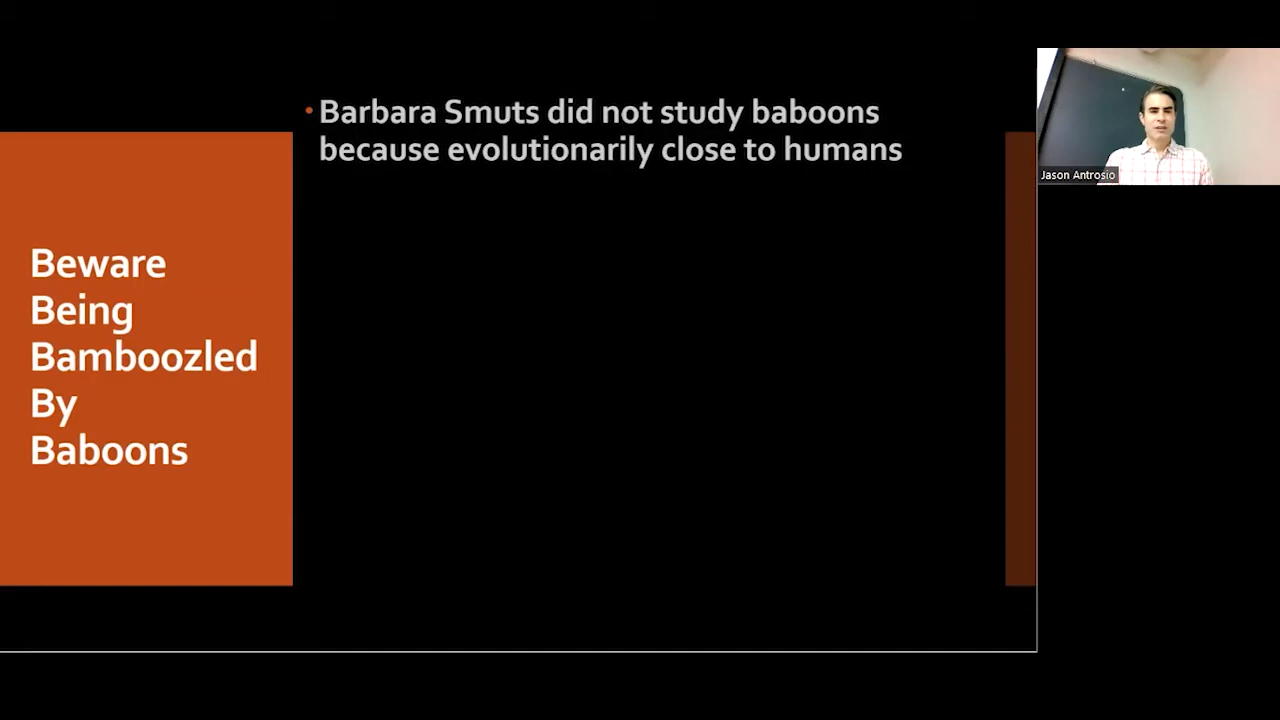 Beware
Being
Bamboozled
By
Baboons
• Barbara Smuts did not study baboons
because evolutionarily close to humans
Jason Antrosio